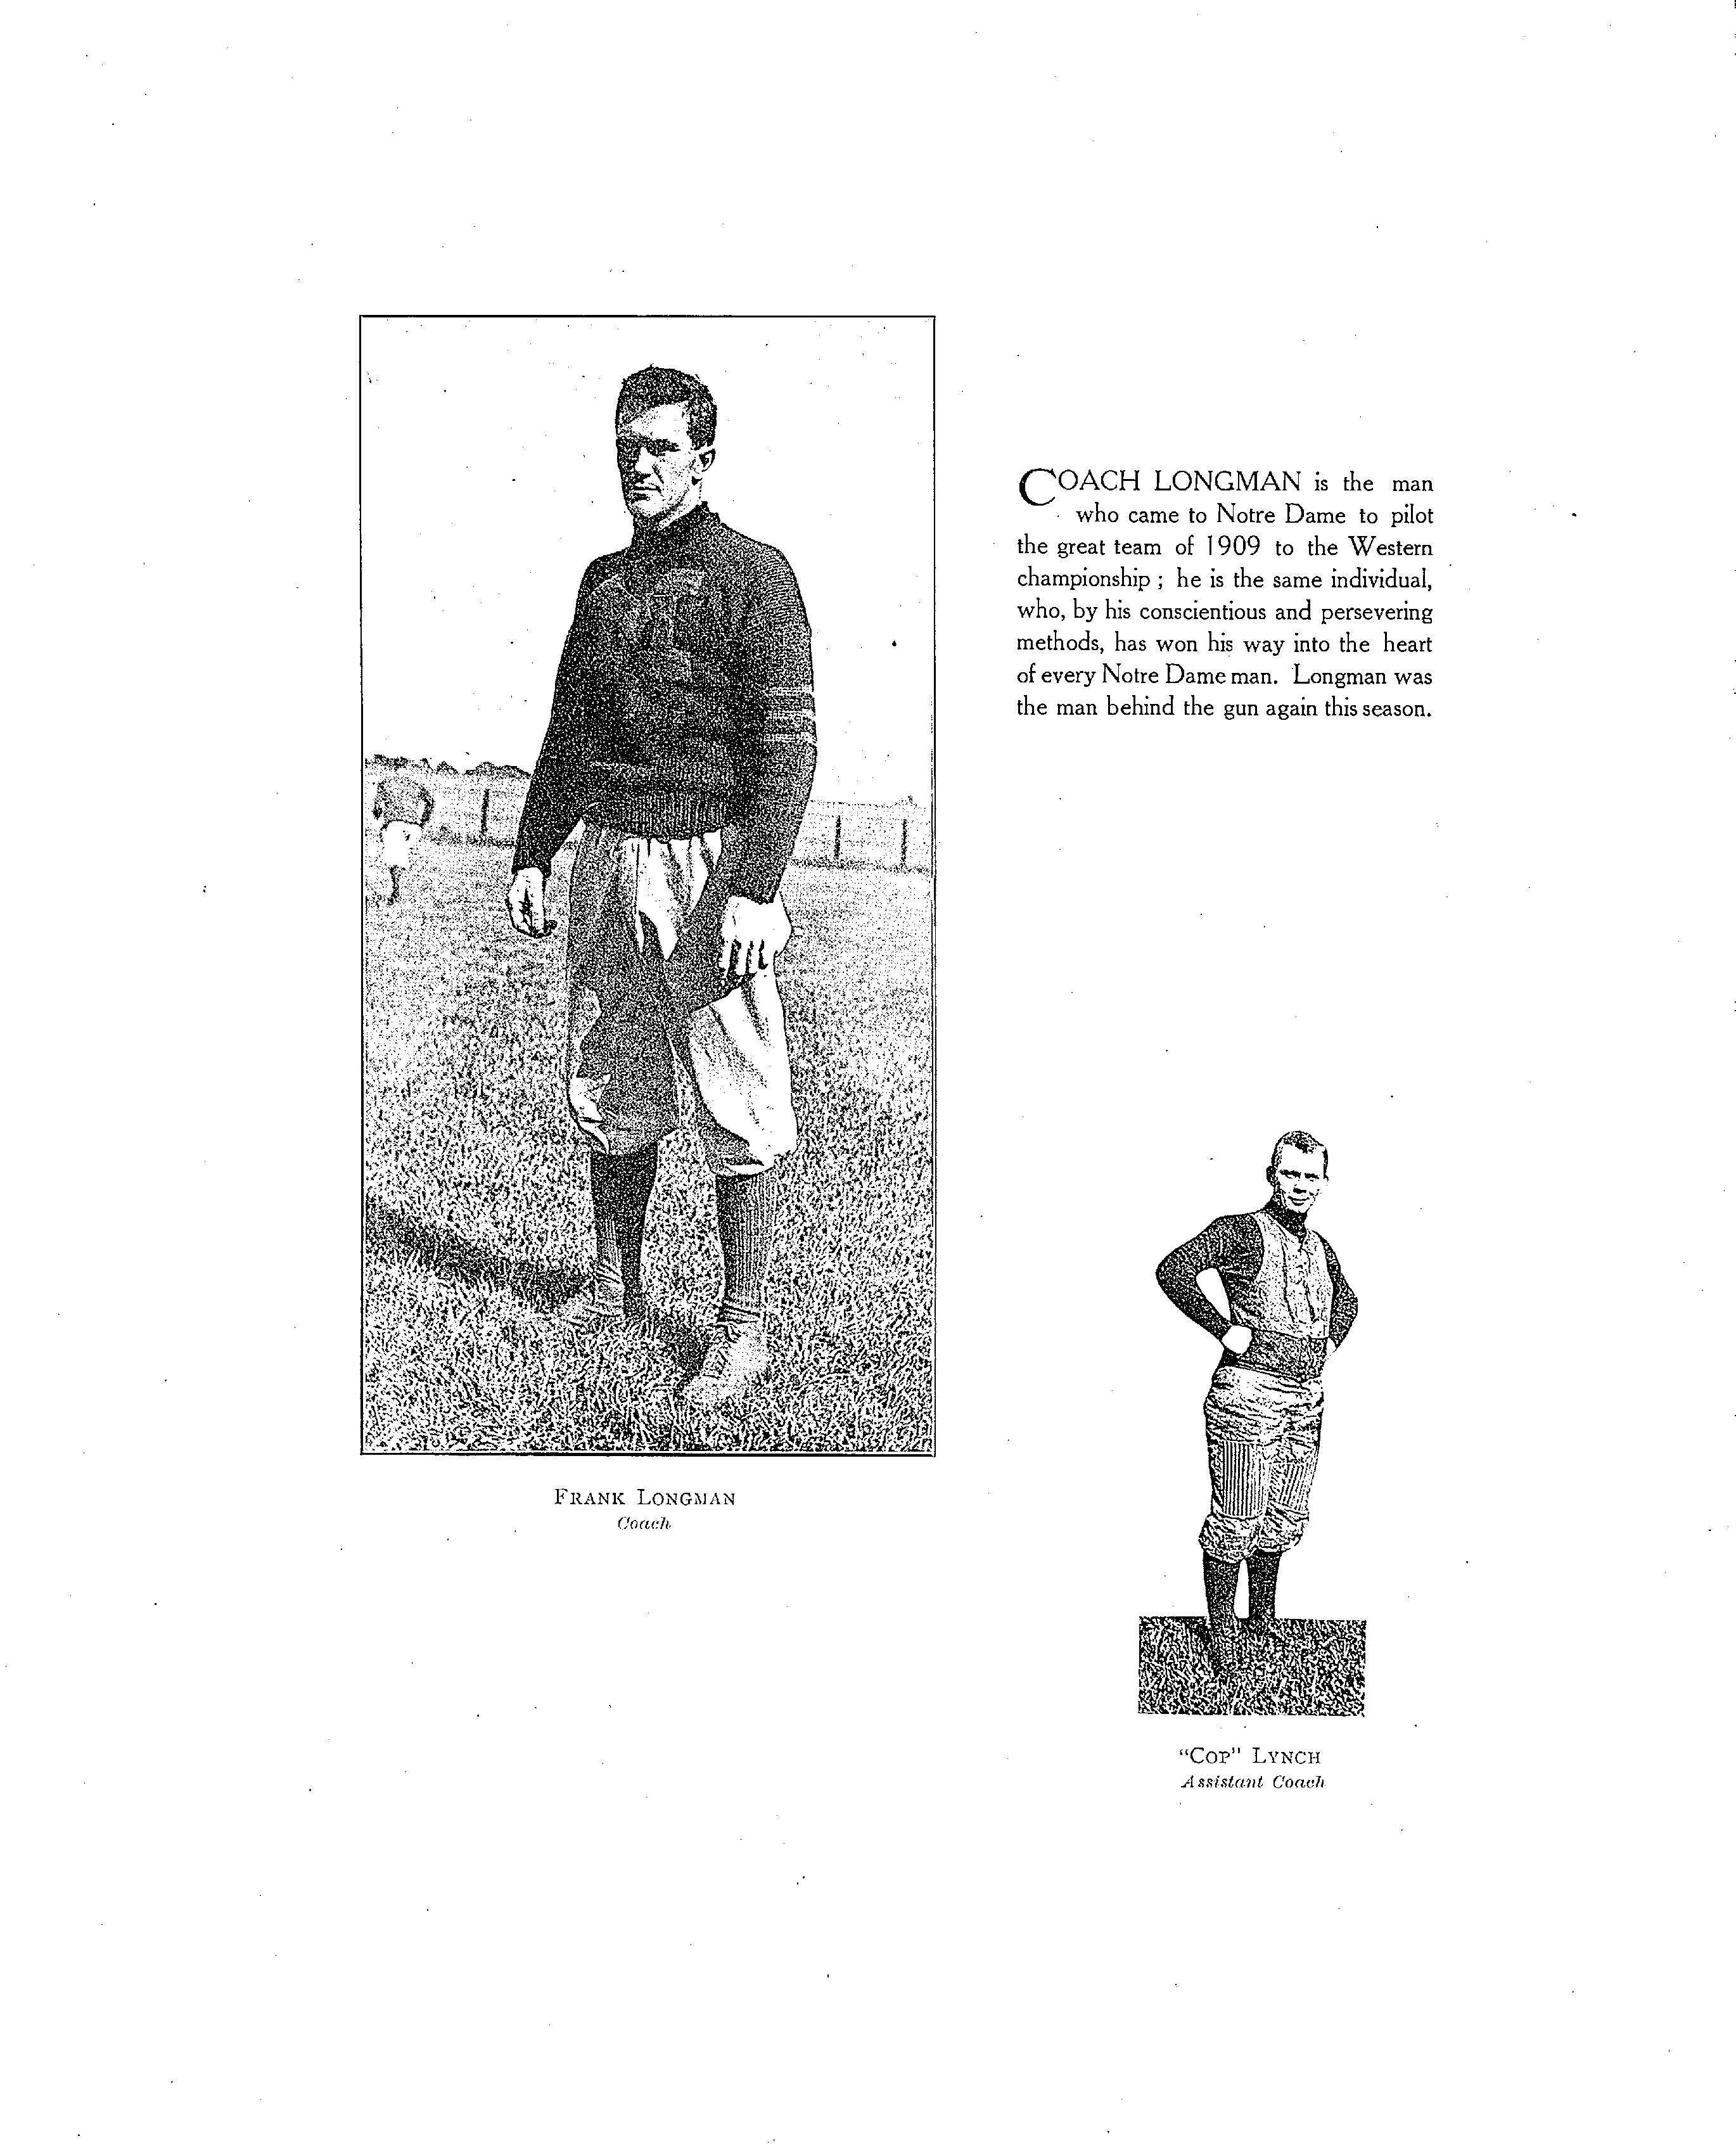 COACH LONGMAN is the man
who came to Notre Dame to pilot
the great team of 1909 to the Western
championship ; he is the same individual,
who, by his conscientious and persevering
methods, has won his way into the heart
of every Notre Dame man. Longman was
the man behind the gun again this season.
FRANK LONGMAN
Coach
"COP" LYNCH
Assistant Coach